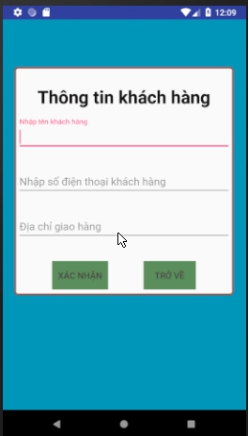 12:09
Thông tin khách hàng
Nhập tên khách hàng
Nhập số điện thoại khách hàng
Địa chỉ giao hàng
XÁC NHẬN
TRỞ VỀ